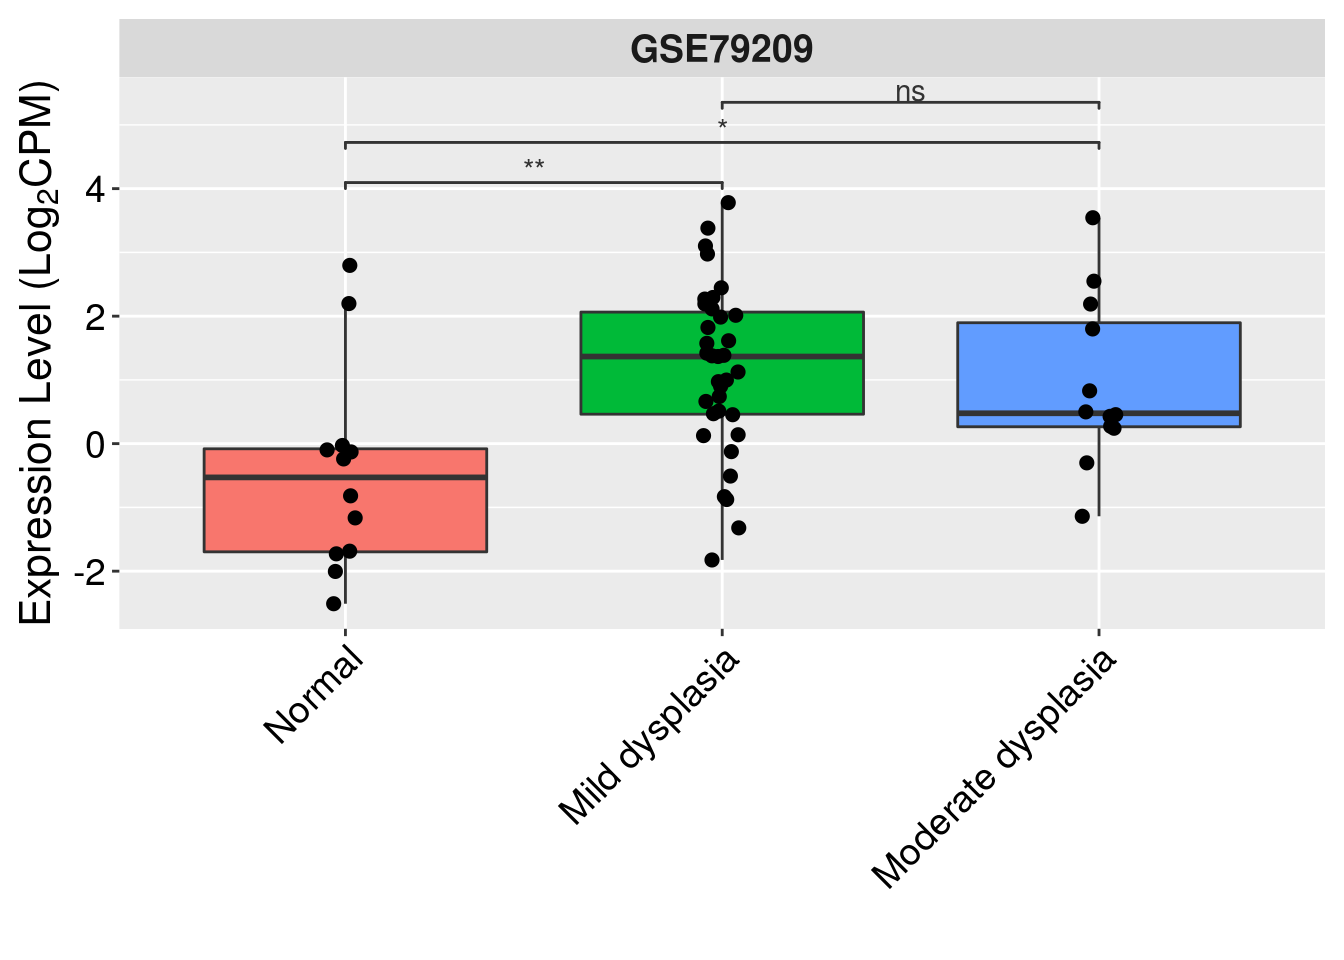 GSE79209
Expression Level (Log₂CPM)
ns
*
**
4
2
0
-2
Normal
Mild dysplasia
Moderate dysplasia